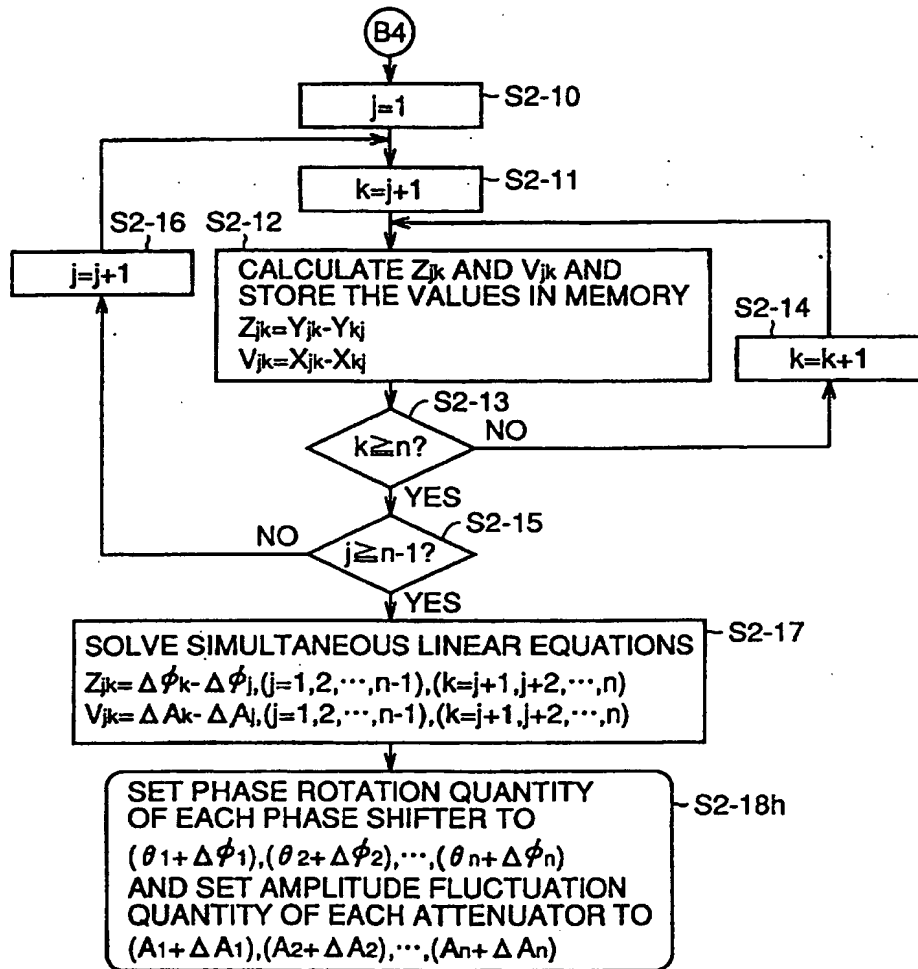 B4
j=1
S2-10
k=j+1
S2-11
S2-16
j=j+1
S2-12
CALCULATE Zjk AND Vjk AND
STORE THE VALUES IN MEMORY
Zjk=Yjk-Ykj
Vjk=Xjk-Xkj
S2-14
k=k+1
S2-13
k≧n?
NO
YES
S2-15
NO
j≧n-1?
YES
S2-17
SOLVE SIMULTANEOUS LINEAR EQUATIONS
Zjk=Δϕk-Δϕj,(j=1,2,⋯,n-1),(k=j+1,j+2,⋯,n)
Vjk=ΔAk-ΔAj,(j=1,2,⋯,n-1),(k=j+1,j+2,⋯,n)
S2-18h
SET PHASE ROTATION QUANTITY
OF EACH PHASE SHIFTER TO
(θ1+Δϕ1),(θ2+Δϕ2),⋯,(θn+Δϕn)
AND SET AMPLITUDE FLUCTUATION
QUANTITY OF EACH ATTENUATOR TO
(A1+ΔA1),(A2+ΔA2),⋯,(An+ΔAn)